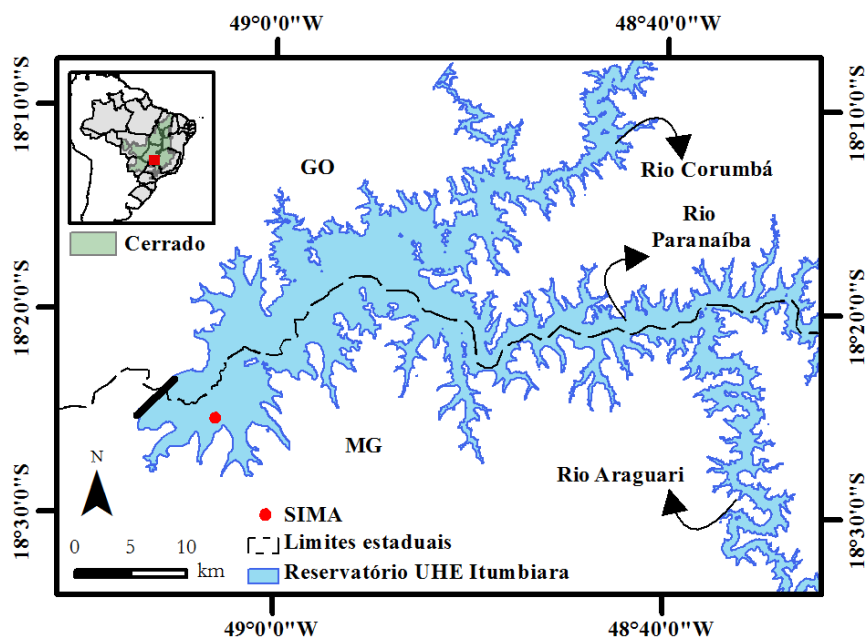 49°0'0"W
48°40'0"W
18°10'0"S
18°10'0"S
GO
Rio Corumbá
Cerrado
Rio
Paranaíba
18°20'0"S
18°20'0"S
MG
Rio Araguari
N
18°30'0"S
18°30'0"S
SIMA
Limites estaduais
0 5 10
km
Reservatório UHE Itumbiara
49°0'0"W
48°40'0"W